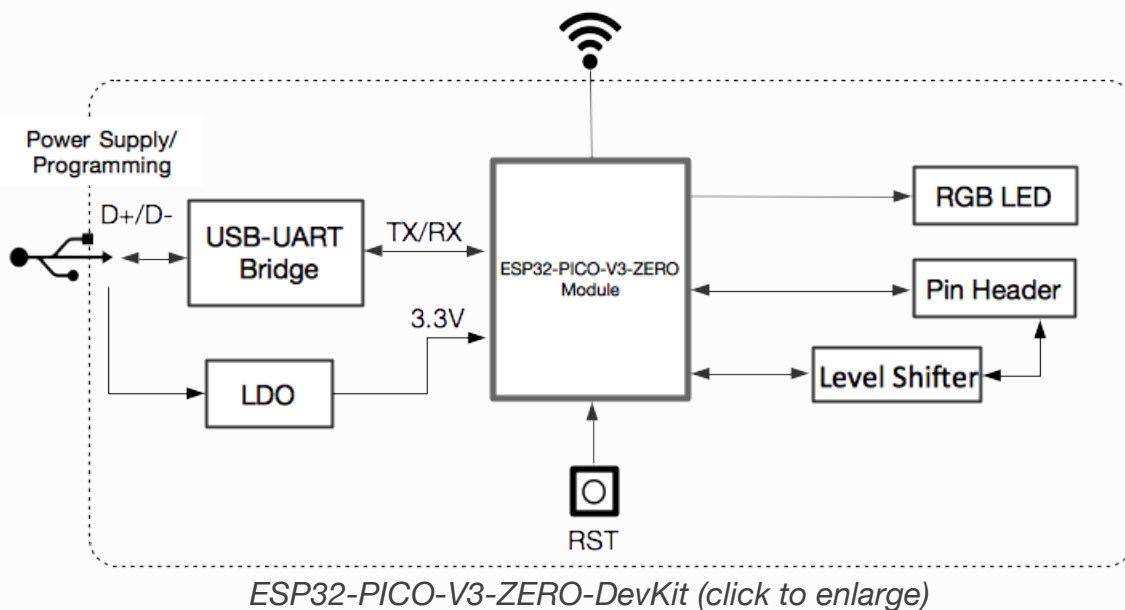 Power Supply/
Programming
D+/D-
USB-UART
Bridge
TX/RX
3.3V
LDO
ESP32-PICO-V3-ZERO
Module
RGB LED
Pin Header
Level Shifter
RST
ESP32-PICO-V3-ZERO-DevKit (click to enlarge)